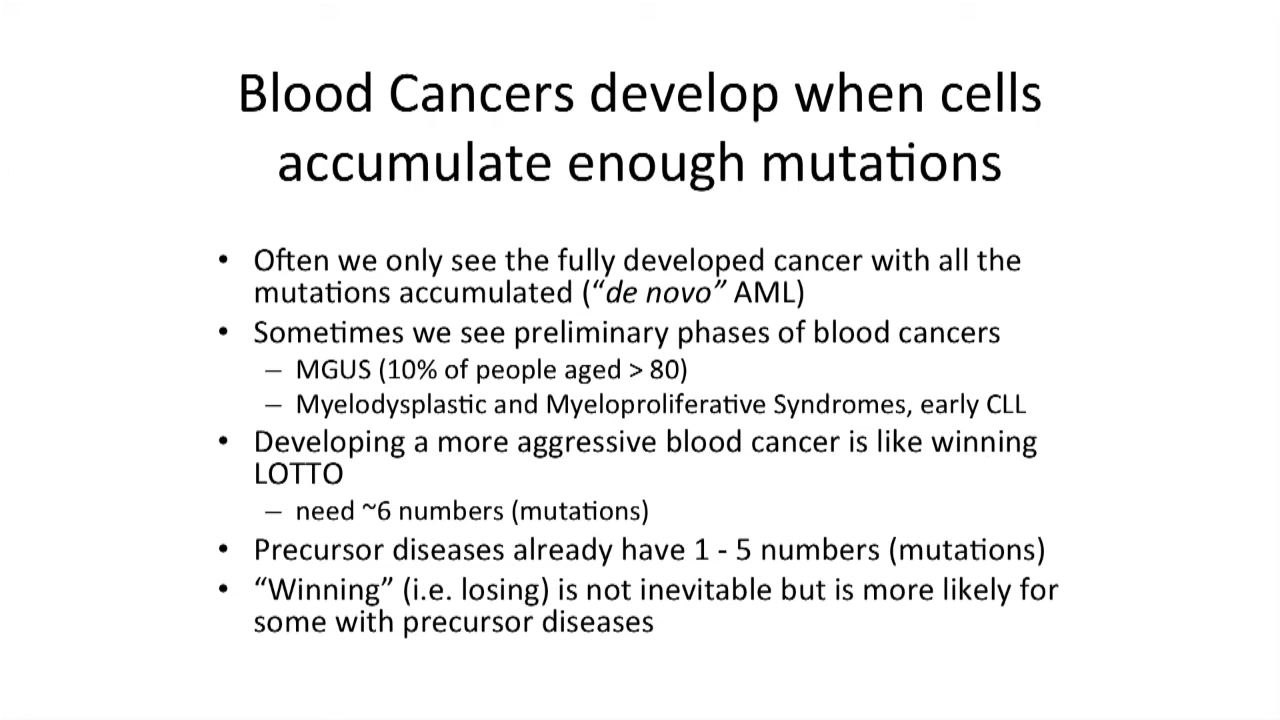 Blood Cancers develop when cells
accumulate enough mutations
• Often we only see the fully developed cancer with all the
mutations accumulated (“de novo” AML)
• Sometimes we see preliminary phases of blood cancers
– MGUS (10% of people aged > 80)
– Myelodysplastic and Myeloproliferative Syndromes, early CLL
• Developing a more aggressive blood cancer is like winning
LOTTO
– need ~6 numbers (mutations)
• Precursor diseases already have 1 - 5 numbers (mutations)
• “Winning” (i.e. losing) is not inevitable but is more likely for
some with precursor diseases